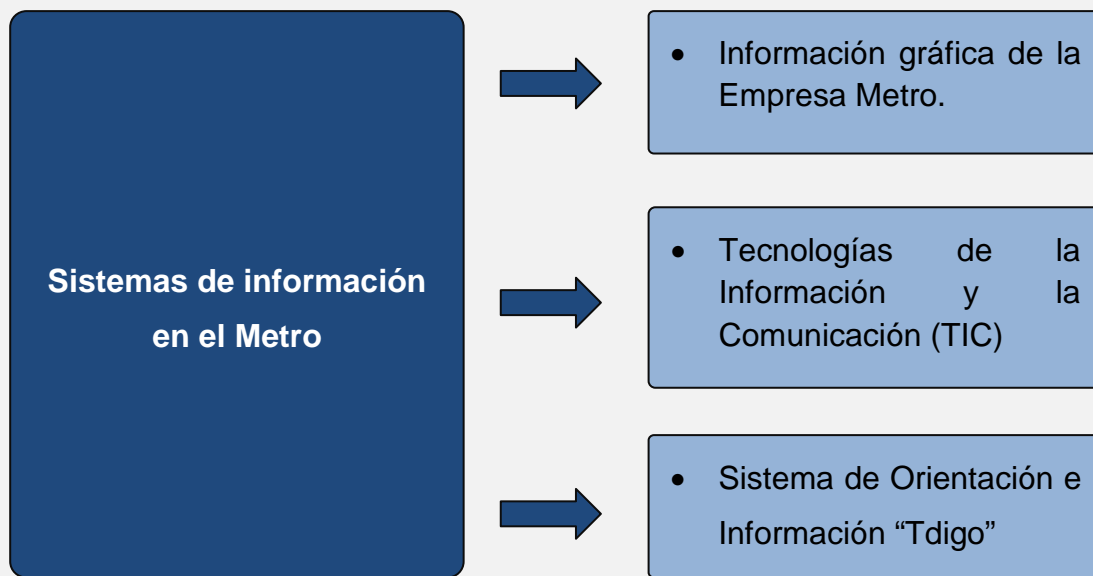 Sistemas de información
en el Metro
• Información gráfica de la
Empresa Metro.
• Tecnologías de la
Información y la
Comunicación (TIC)
• Sistema de Orientación e
Información “Tdigo”